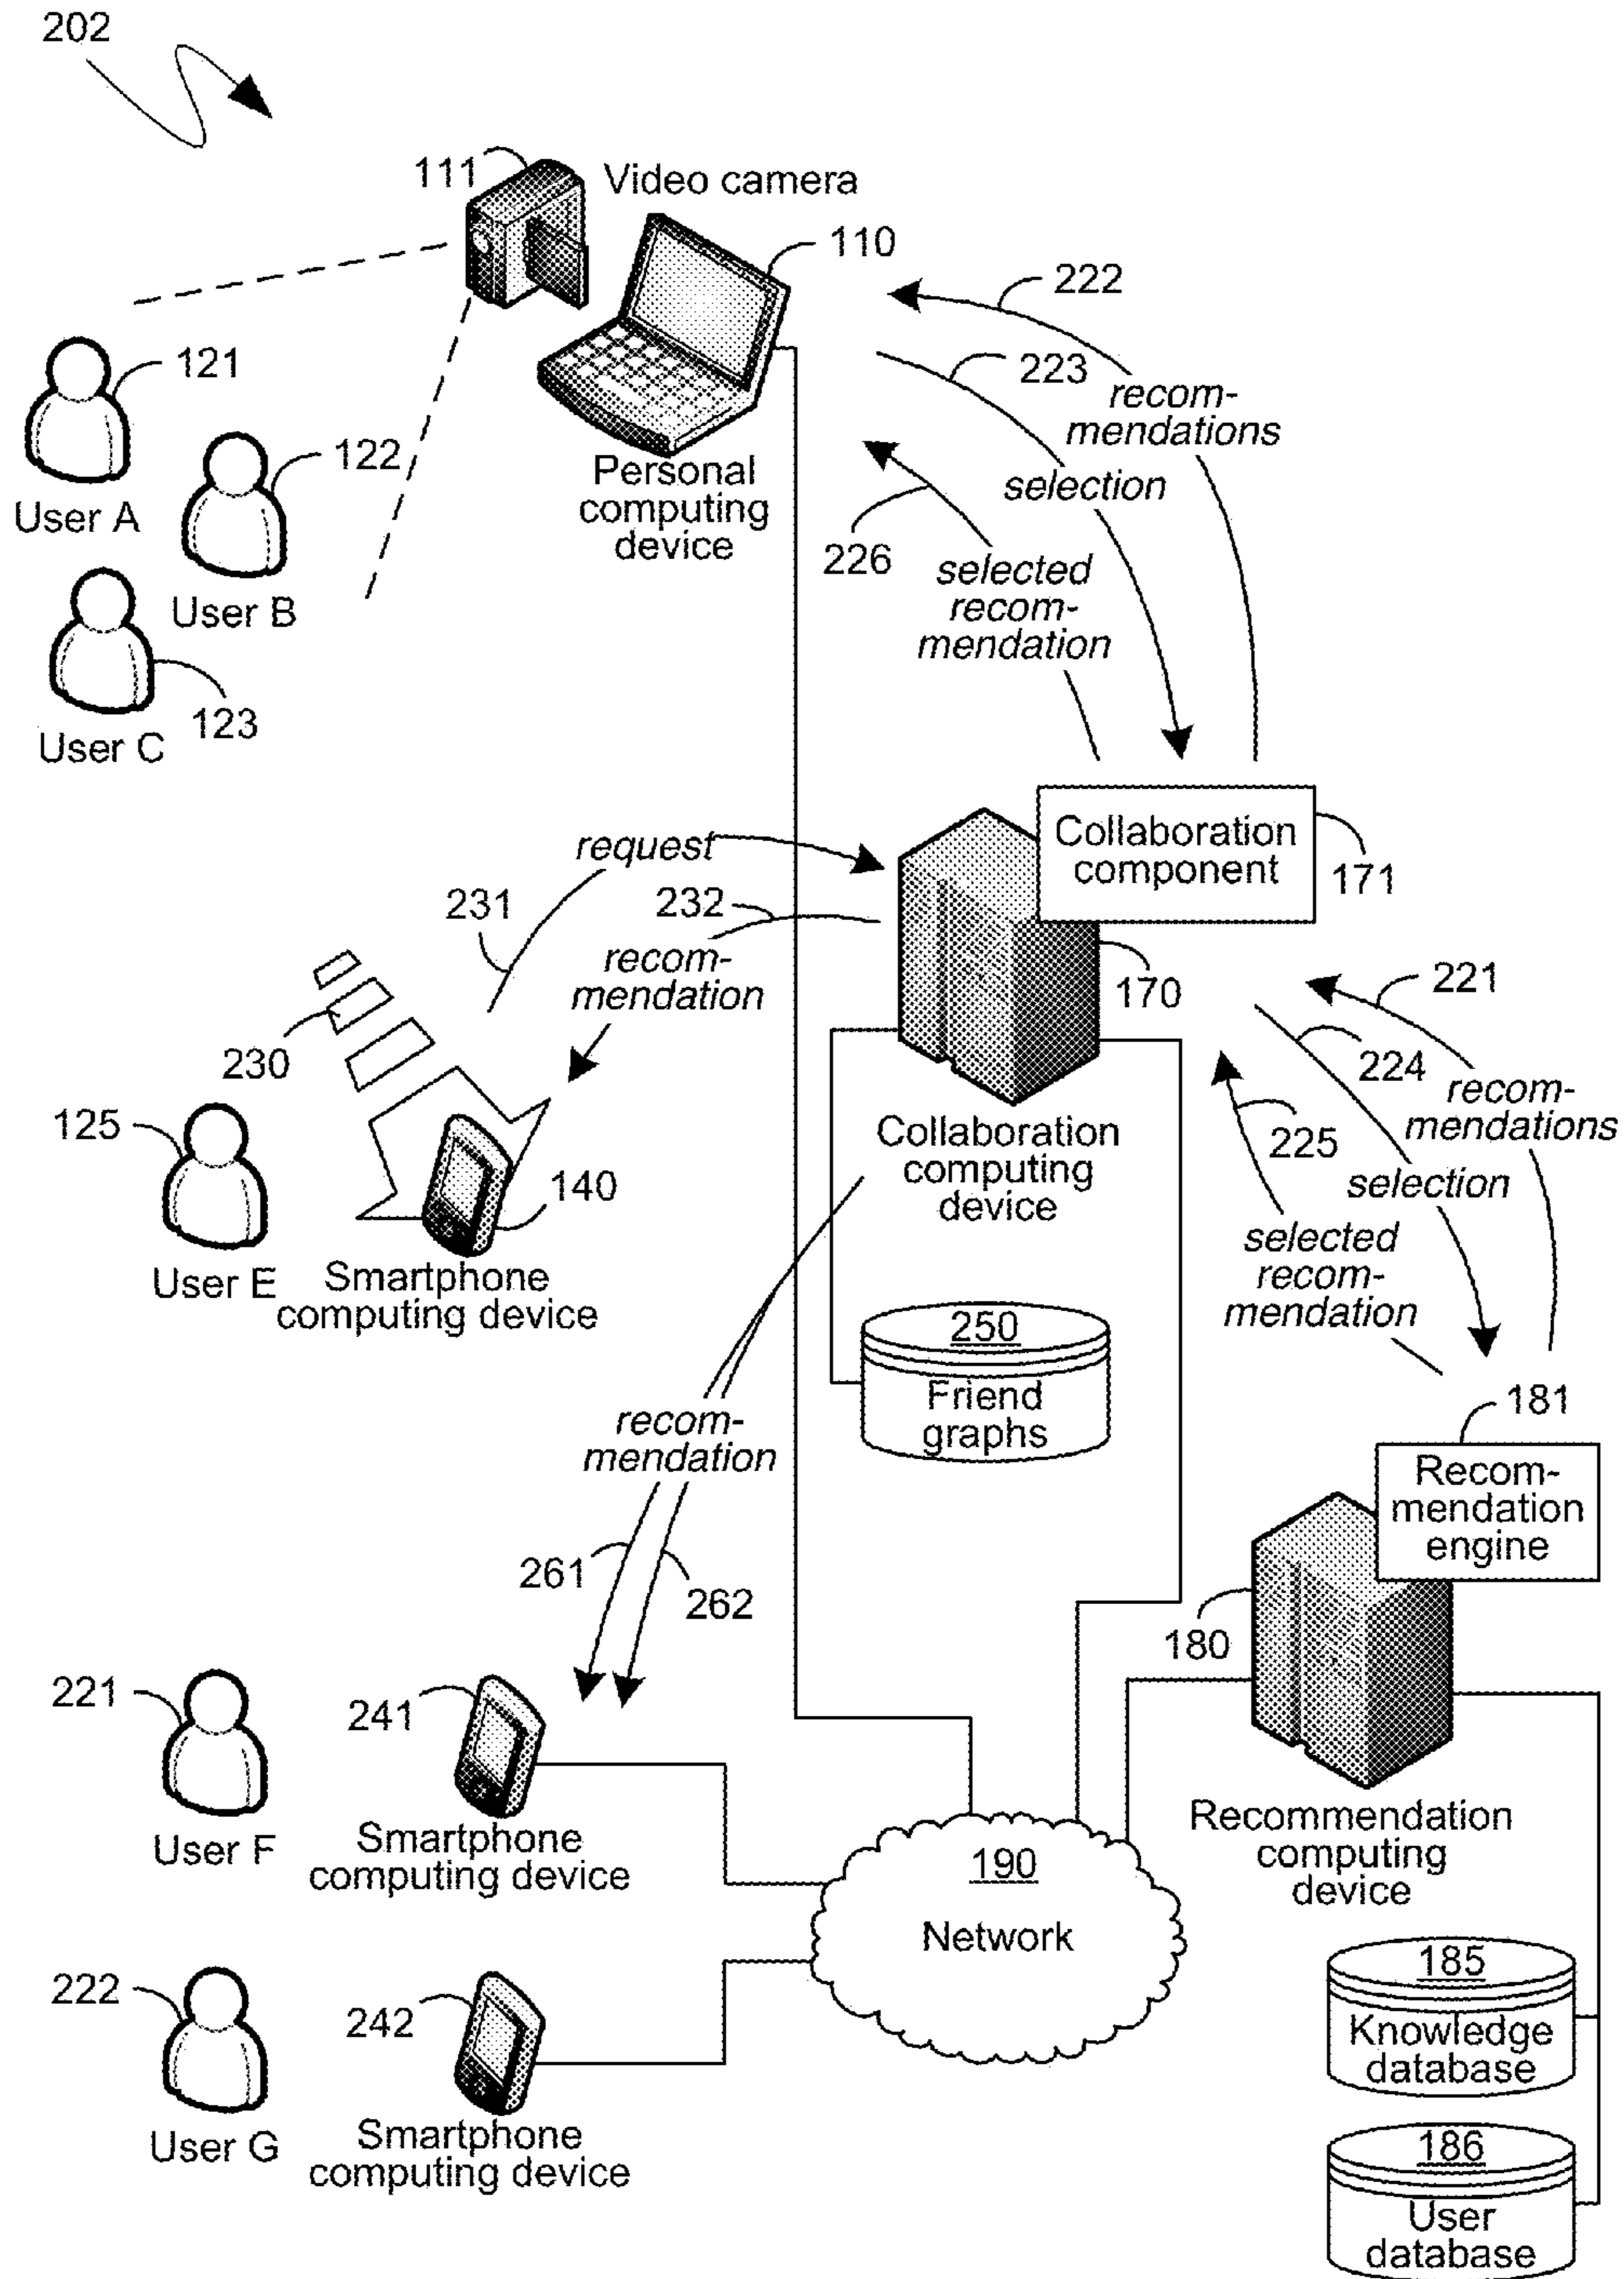 202
111
Video camera
110
222
121
223
recom-
mendations
122
User A
Personal
computing
device
selection
226
User B
selected
recom-
mendation
123
User C
request
Collaboration
component
171
231
232
recom-
mendation
170
221
230
224
recom-
mendations
125
Collaboration
computing
device
225
140
selection
User E
Smartphone
computing device
selected
recom-
mendation
250
Friend
graphs
recom-
mendation
181
Recom-
mendation
engine
261
262
180
221
241
User F
Smartphone
computing device
Recommendation
computing
device
190
Network
222
242
185
Knowledge
database
User G
Smartphone
computing device
186
User
database